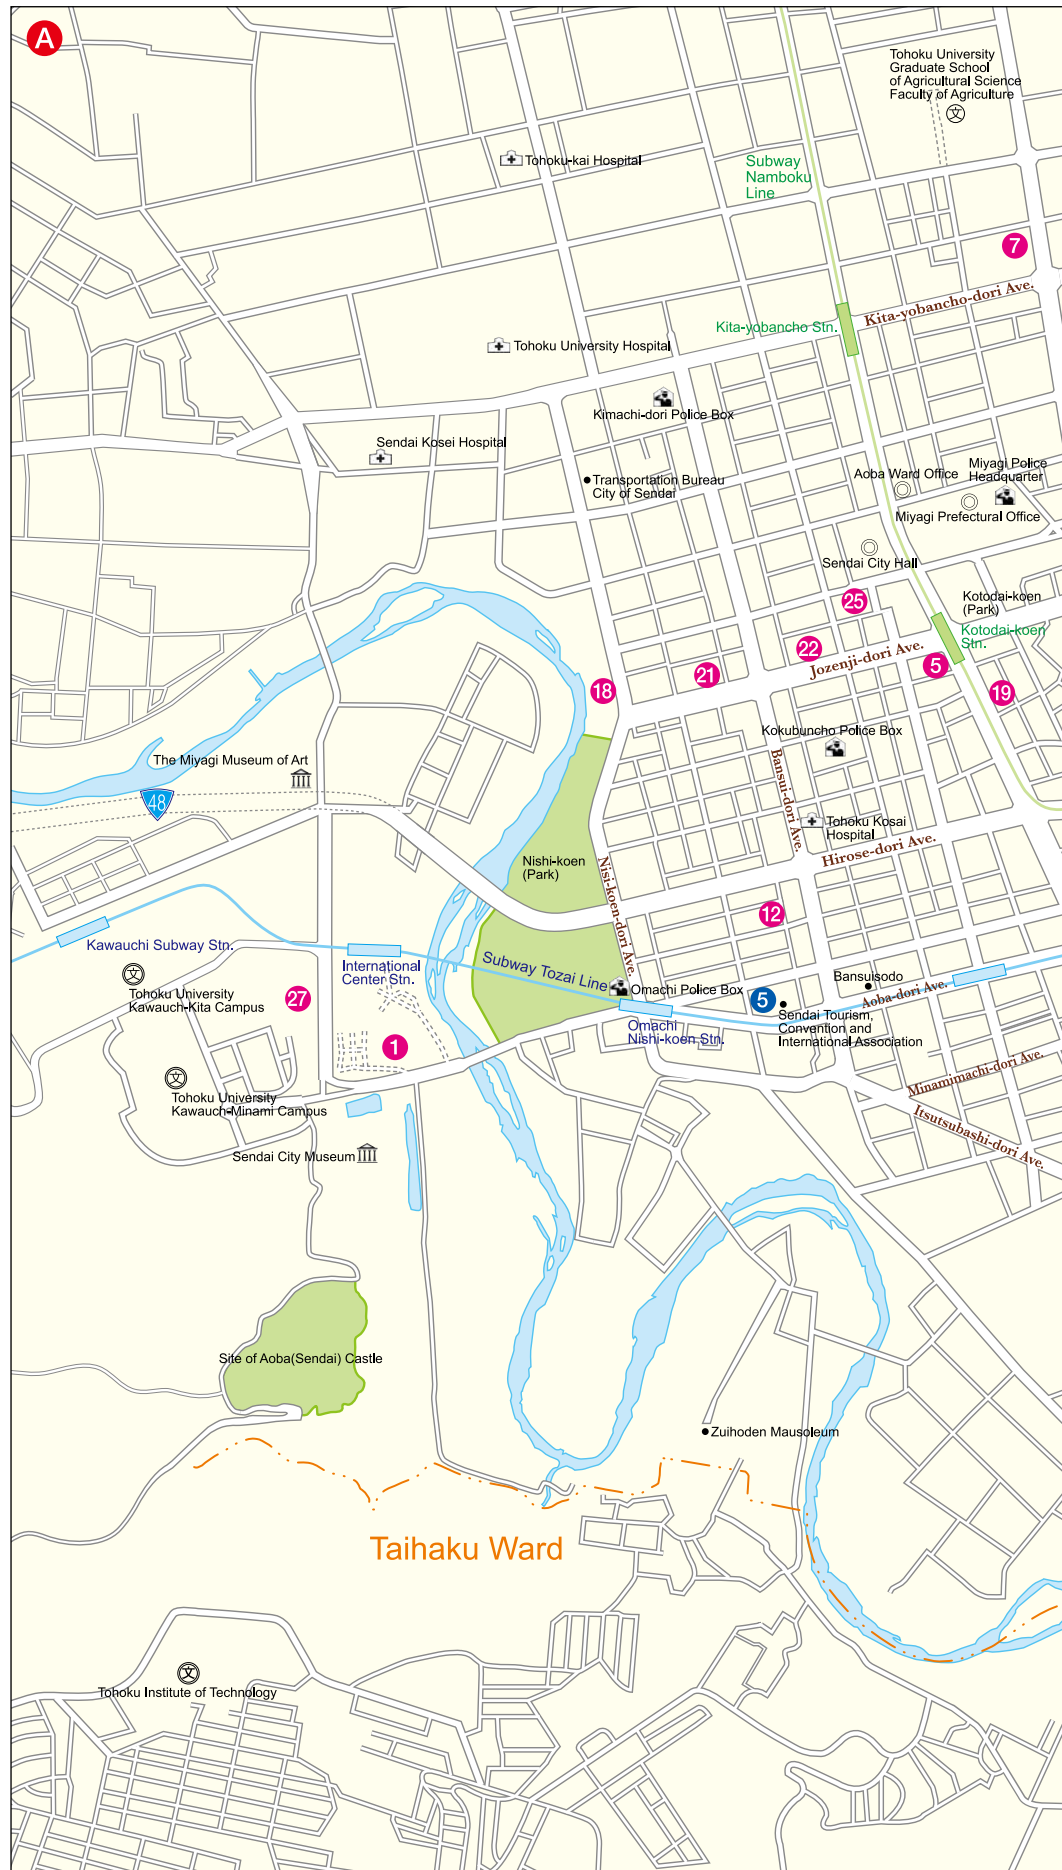 A
Tohoku University
Graduate School
of Agricultural Science
Faculty of Agriculture
文
Tohoku-kai Hospital
Subway
Namboku
Line
7
Kita-yobancho-dori Ave.
Kita-yobancho Stn.
Tohoku University Hospital
Kimachi-dori Police Box
Sendai Kosei Hospital
Transportation Bureau
City of Sendai
Aoba Ward Office
Miyagi Police
Headquarter
Miyagi Prefectural Office
Sendai City Hall
25
Kotodai-koen
(Park)
Kotodai-koen
Stn.
22
Jozenji-dori Ave.
5
21
18
19
Kokubuncho Police Box
The Miyagi Museum of Art
48
Bansui-dori Ave.
Tohoku Kosai
Hospital
Hirose-dori Ave.
Nishi-koen
(Park)
Nisi-koen-dori Ave.
12
Kawauchi Subway Stn.
International
Center Stn.
Subway Tozai Line
文
Tohoku University
Kawauch-Kita Campus
27
Omachi Police Box
Bansuisodo
Aoba-dori Ave.
5
Sendai Tourism,
Convention and
International Association
Omachi
Nishi-koen Stn.
1
Minamimachi-dori Ave.
文
Tohoku University
Kawauch-Minami Campus
Itsutsubashi-dori Ave.
Sendai City Museum
Site of Aoba(Sendai) Castle
Zuihoden Mausoleum
Taihaku Ward
文
Tohoku Institute of Technology